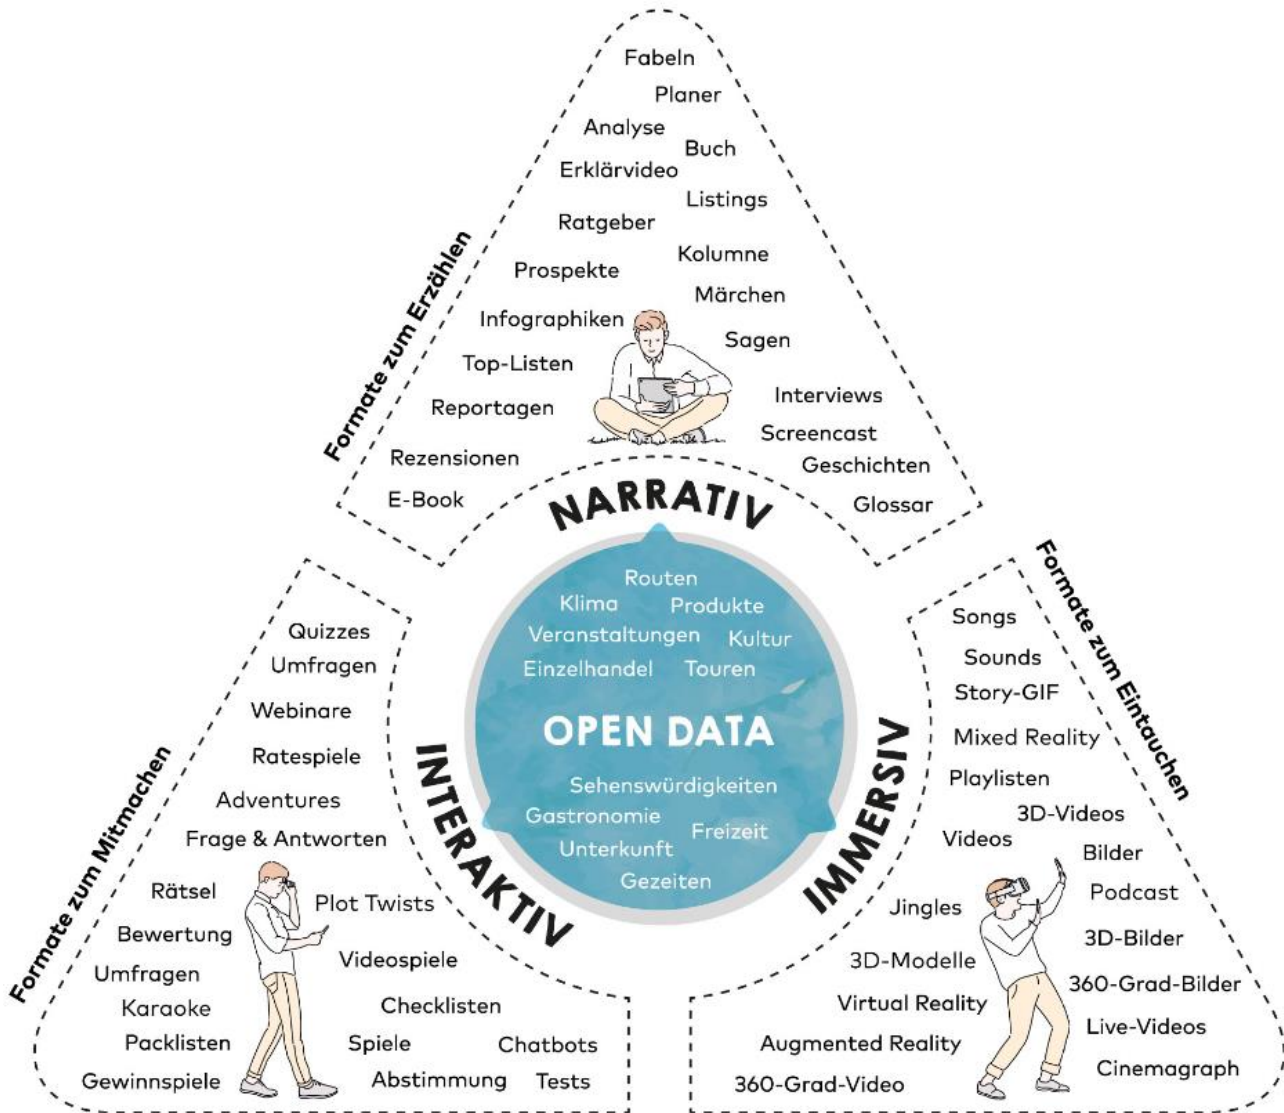 Fabeln
Planer
Analyse
Buch
Erklärvideo
Listings
Ratgeber
Kolumne
Prospekte
Märchen
Infographiken
Sagen
Top-Listen
Interviews
Reportagen
Screencast
Rezensionen
Geschichten
E-Book
Glossar
Formate zum Erzählen
NARRATIV
Routen
Klima
Produkte
Veranstaltungen
Kultur
Einzelhandel
Touren
OPEN DATA
Sehenswürdigkeiten
Gastronomie
Freizeit
Unterkunft
Gezeiten
INTERAKTIV
IMMERSIV
Formate zum Mitmachen
Quizzes
Umfragen
Webinare
Ratespiele
Adventures
Frage & Antworten
Rätsel
Plot Twists
Bewertung
Videospiele
Umfragen
Karaoke
Checklisten
Packlisten
Spiele
Chatbots
Gewinnspiele
Abstimmung
Tests
Formate zum Eintauchen
Songs
Sounds
Story-GIF
Mixed Reality
Playlisten
3D-Videos
Videos
Bilder
Podcast
Jingles
3D-Bilder
3D-Modelle
360-Grad-Bilder
Virtual Reality
Live-Videos
Augmented Reality
Cinemagraph
360-Grad-Video